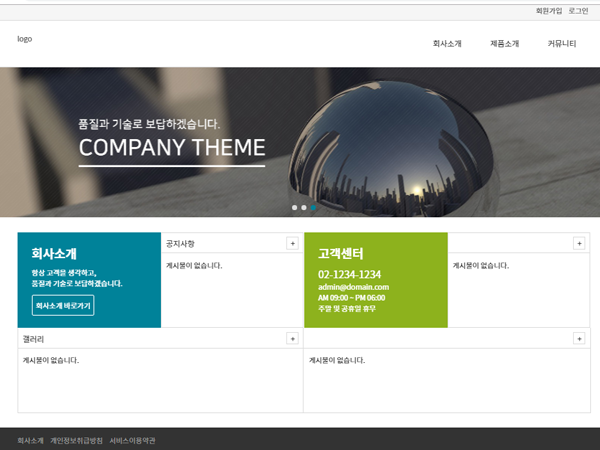 회원가입 로그인
logo
회사소개 제품소개 커뮤니티
품질과 기술로 보답하겠습니다.
COMPANY THEME
회사소개
항상 고객을 생각하고,
품질과 기술로 보답하겠습니다.
회사소개 바로가기
공지사항 +
게시물이 없습니다.
고객센터
02-1234-1234
admin@domain.com
AM 09:00 ~ PM 06:00
주말 및 공휴일 휴무
+
게시물이 없습니다.
갤러리 +
게시물이 없습니다.
+
게시물이 없습니다.
회사소개 개인정보취급방침 서비스이용약관